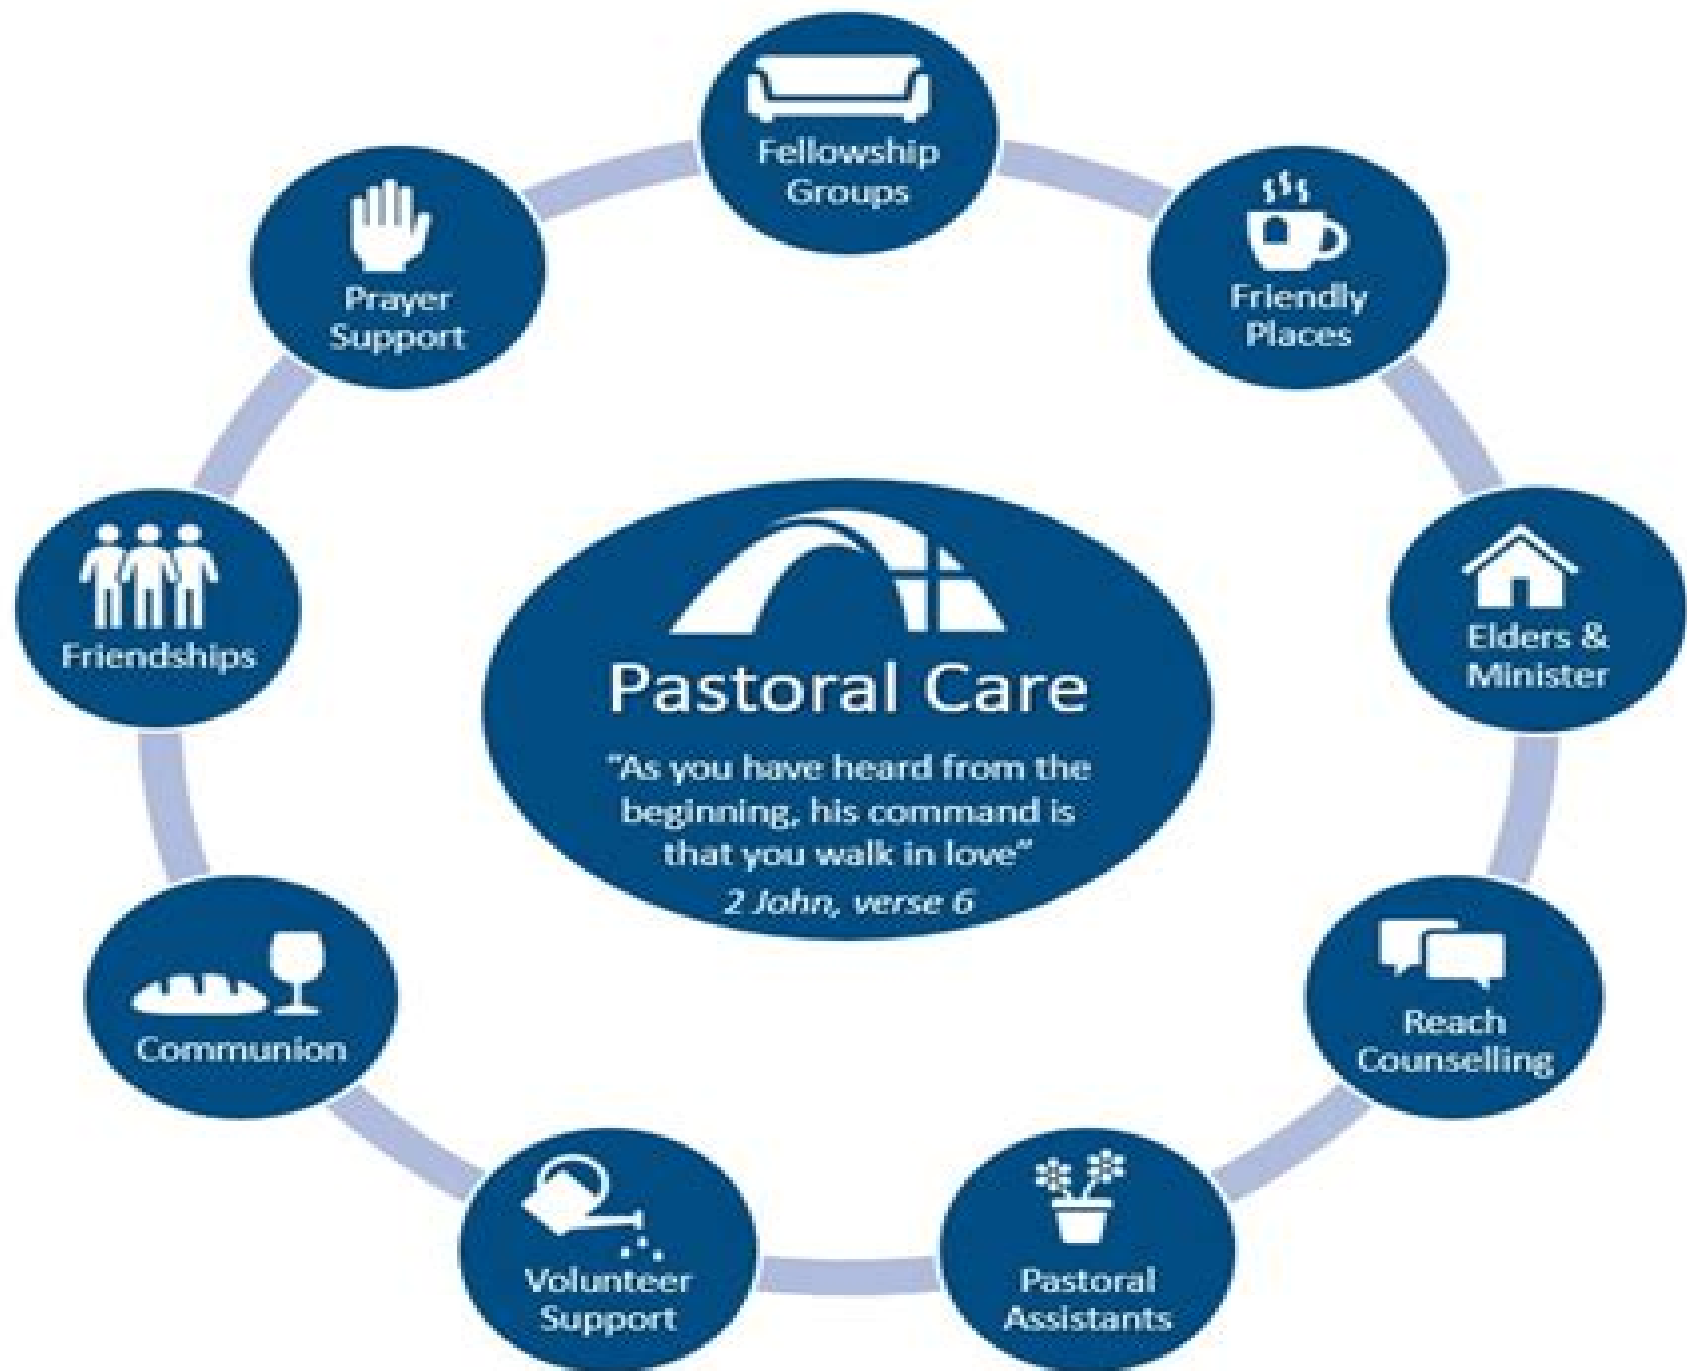 Fellowship
Groups
Friendly
Places
Elders &
Minister
Reach
Counselling
Pastoral
Assistants
Volunteer
Support
Communion
Friendships
Prayer
Support
Pastoral Care
"As you have heard from the
beginning, his command is
that you walk in love"
2 John, verse 6